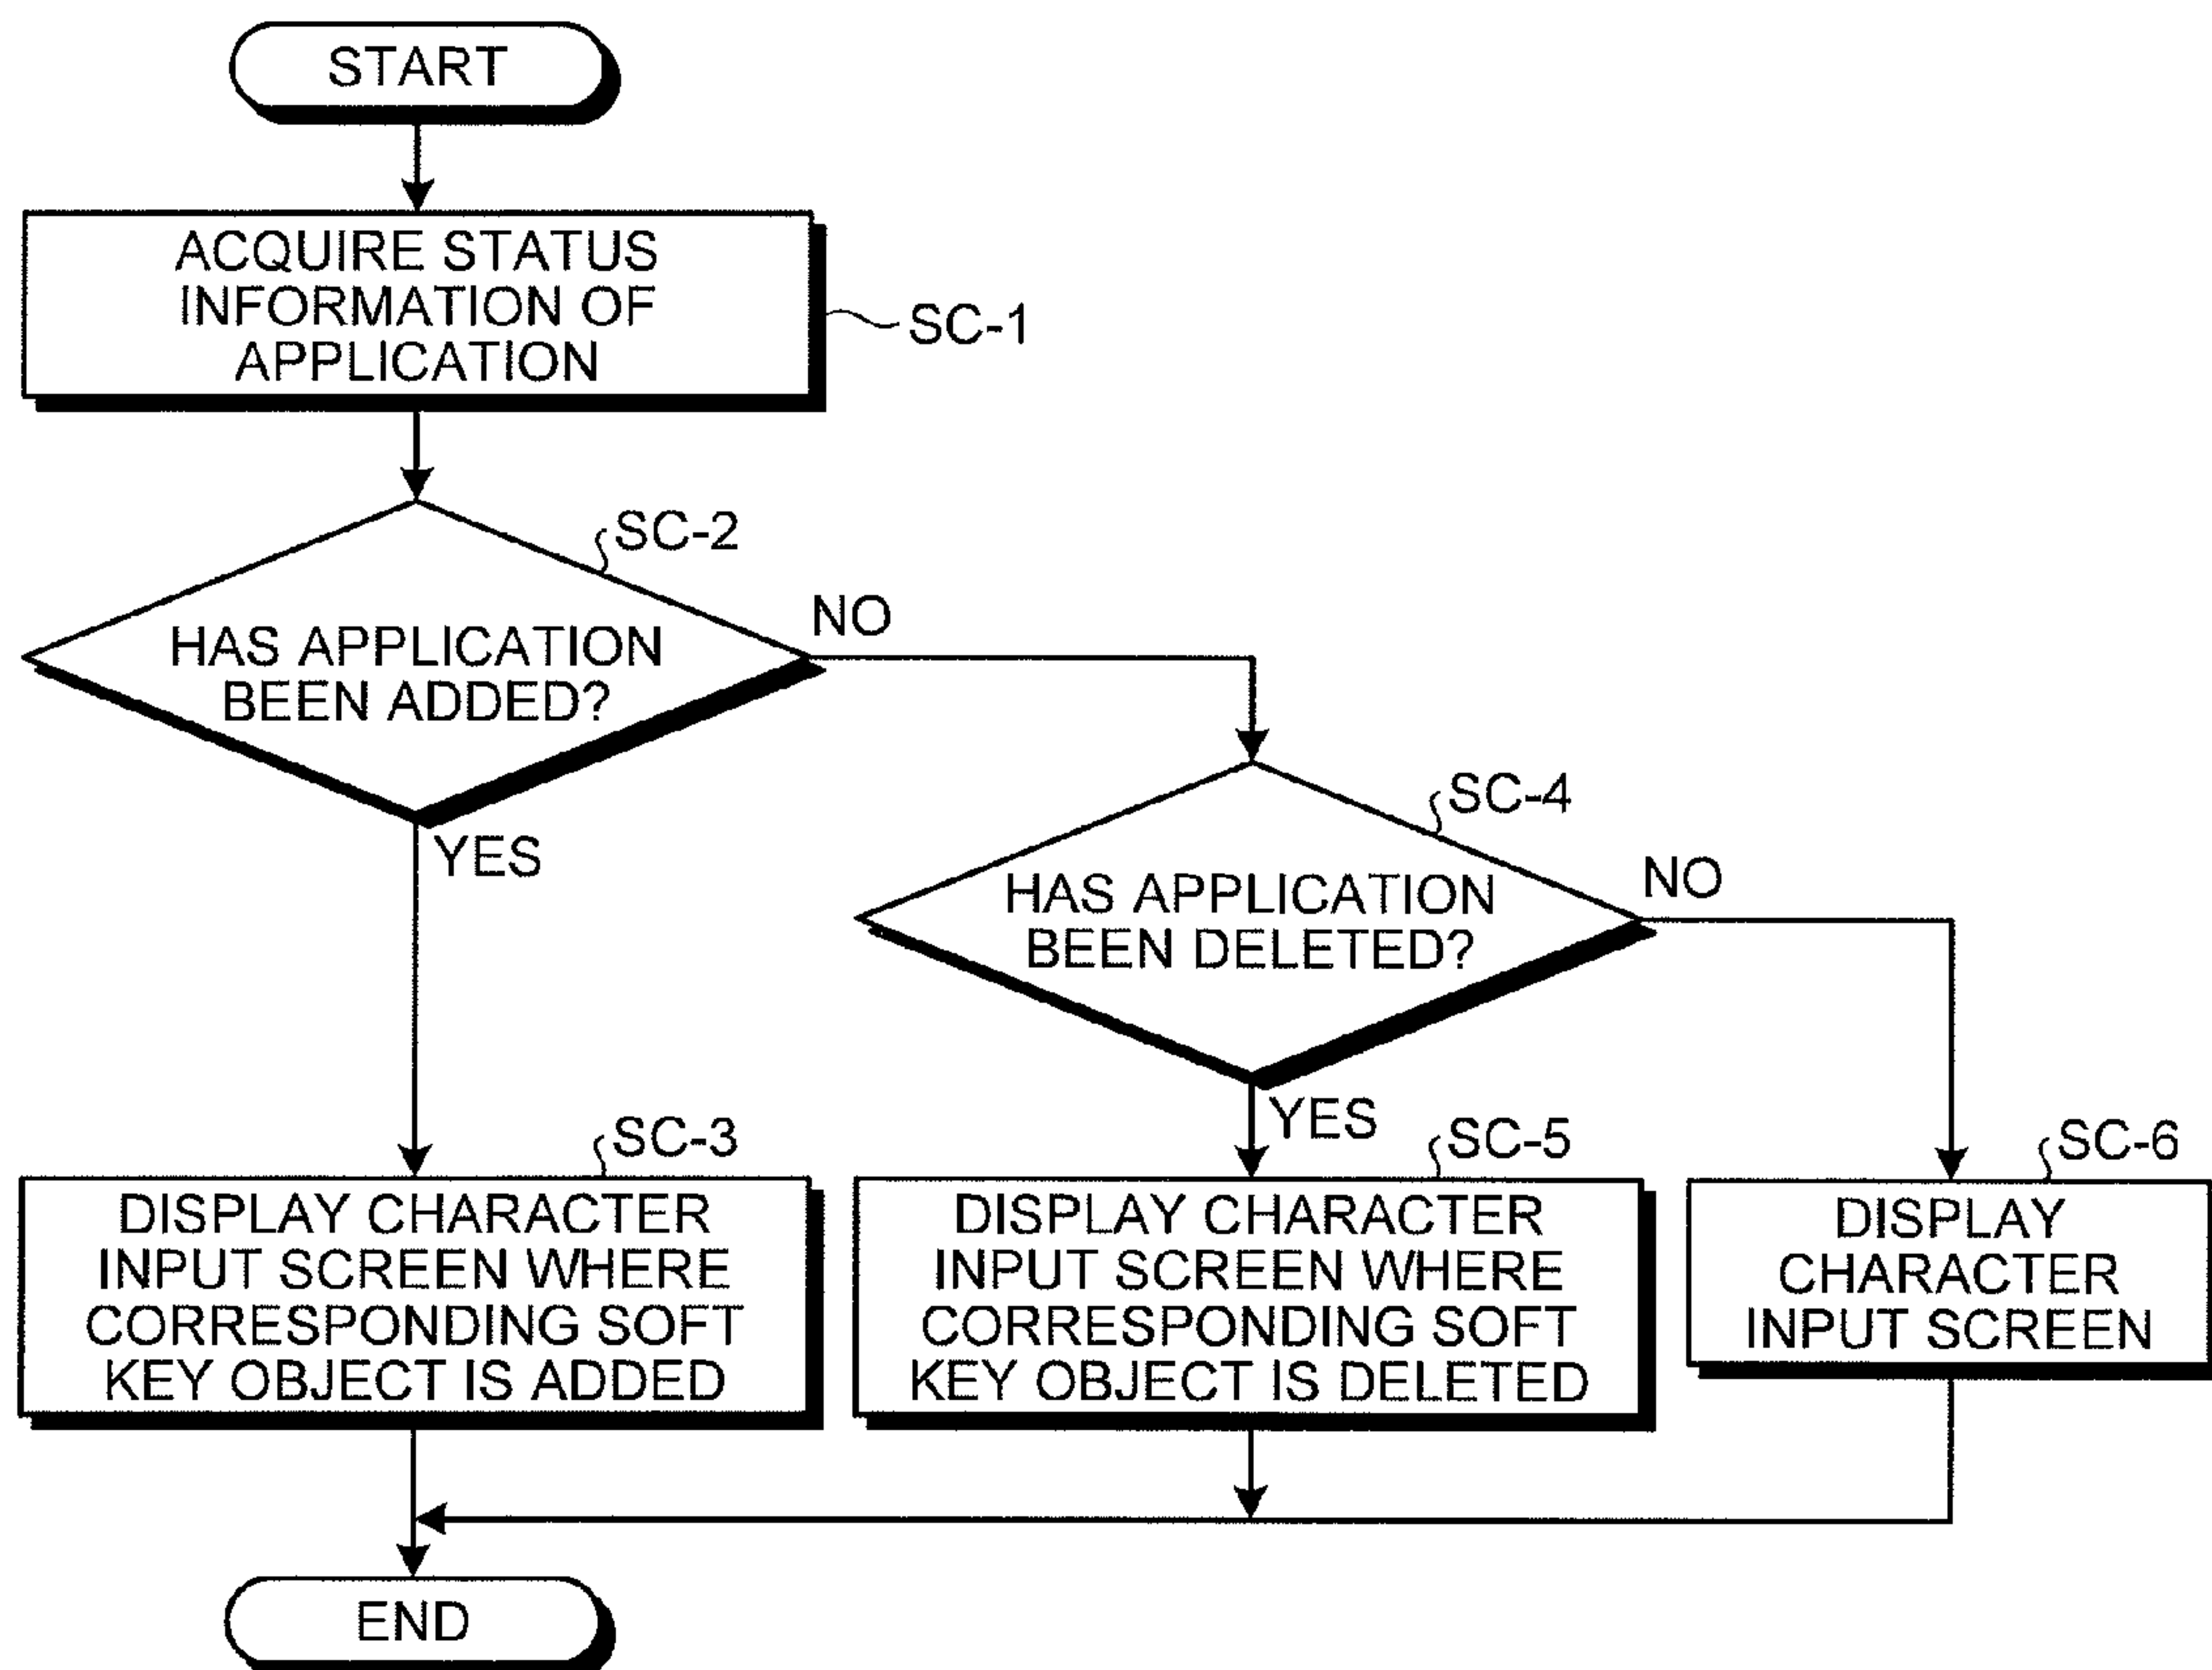 START
ACQUIRE STATUS
INFORMATION OF
APPLICATION
SC-1
SC-2
HAS APPLICATION
BEEN ADDED?
NO
YES
SC-4
HAS APPLICATION
BEEN DELETED?
NO
YES
SC-3
DISPLAY CHARACTER
INPUT SCREEN WHERE
CORRESPONDING SOFT
KEY OBJECT IS ADDED
SC-5
DISPLAY CHARACTER
INPUT SCREEN WHERE
CORRESPONDING SOFT
KEY OBJECT IS DELETED
SC-6
DISPLAY
CHARACTER
INPUT SCREEN
END